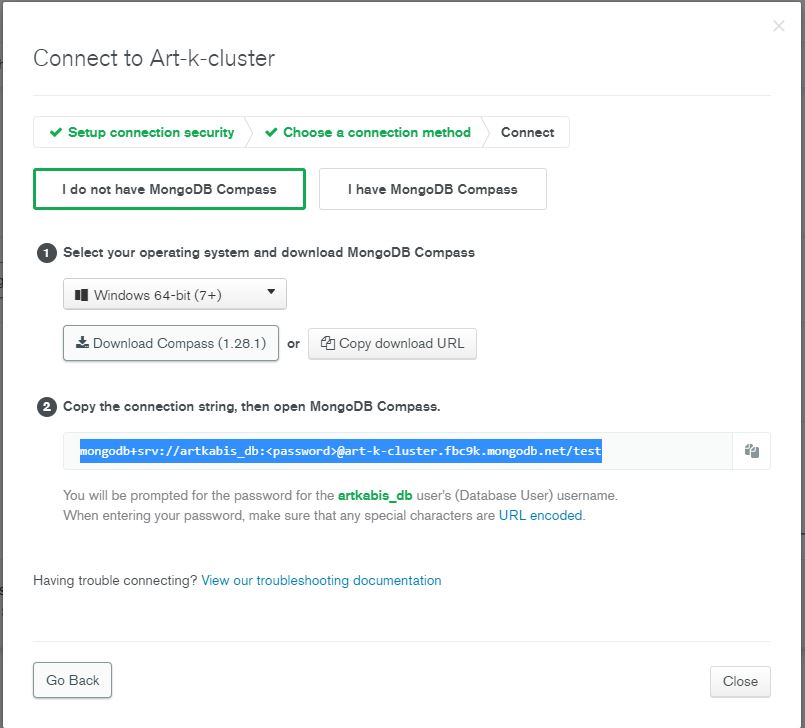 Connect to Art-k-cluster
Setup connection security
Choose a connection method
Connect
I do not have MongoDB Compass
I have MongoDB Compass
1 Select your operating system and download MongoDB Compass
Windows 64-bit (7+)
Download Compass (1.28.1) or Copy download URL
2 Copy the connection string, then open MongoDB Compass.
mongodb+srv://artkabis_db:<password>@art-k-cluster.fbc9k.mongodb.net/test
You will be prompted for the password for the artkabis_db user's (Database User) username.
When entering your password, make sure that any special characters are URL encoded.
Having trouble connecting? View our troubleshooting documentation
Go Back
Close